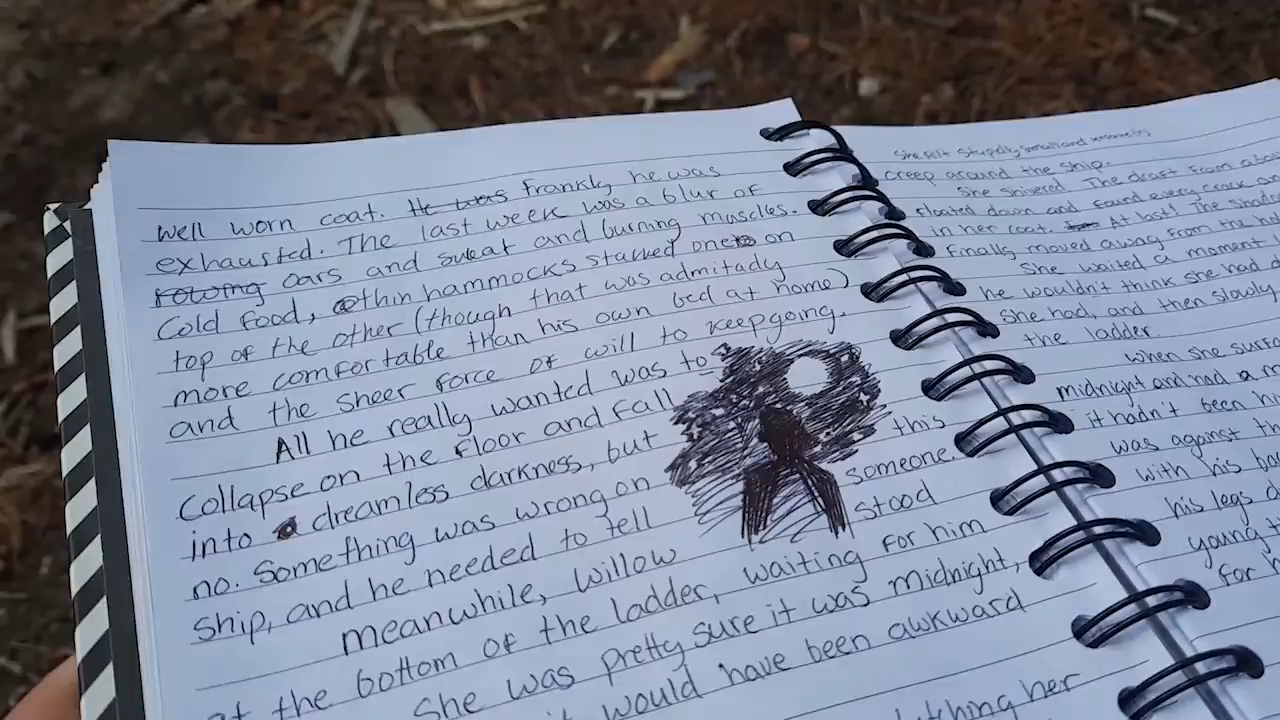 well worn coat. He was Frankly he was
exhausted. The last week was a blur of
rowing oars and sweat and burning muscles.
Cold food, thin hammocks stacked one on
top of the other (though that was admitady
more comfortable than his own bed at home)
and the sheer force of will to keep going.
All he really wanted was to
collapse on the floor and fall
into dreamless darkness, but
no. Something was wrong on this
ship, and he needed to tell someone.
meanwhile, Willow stood
at the bottom of the ladder, waiting for him
She was pretty sure it was midnight,
it would have been awkward
her
She felt stupidly small and
creep around the ship.
She shivered. The draft from
floated down and found every crack
in her coat. At last! The
finally moved away from the
She waited a moment
he wouldn't think she had
She had, and then slowly
the ladder
When she
midnight and had a
it hadn't been
was against
with his
his legs
young
for